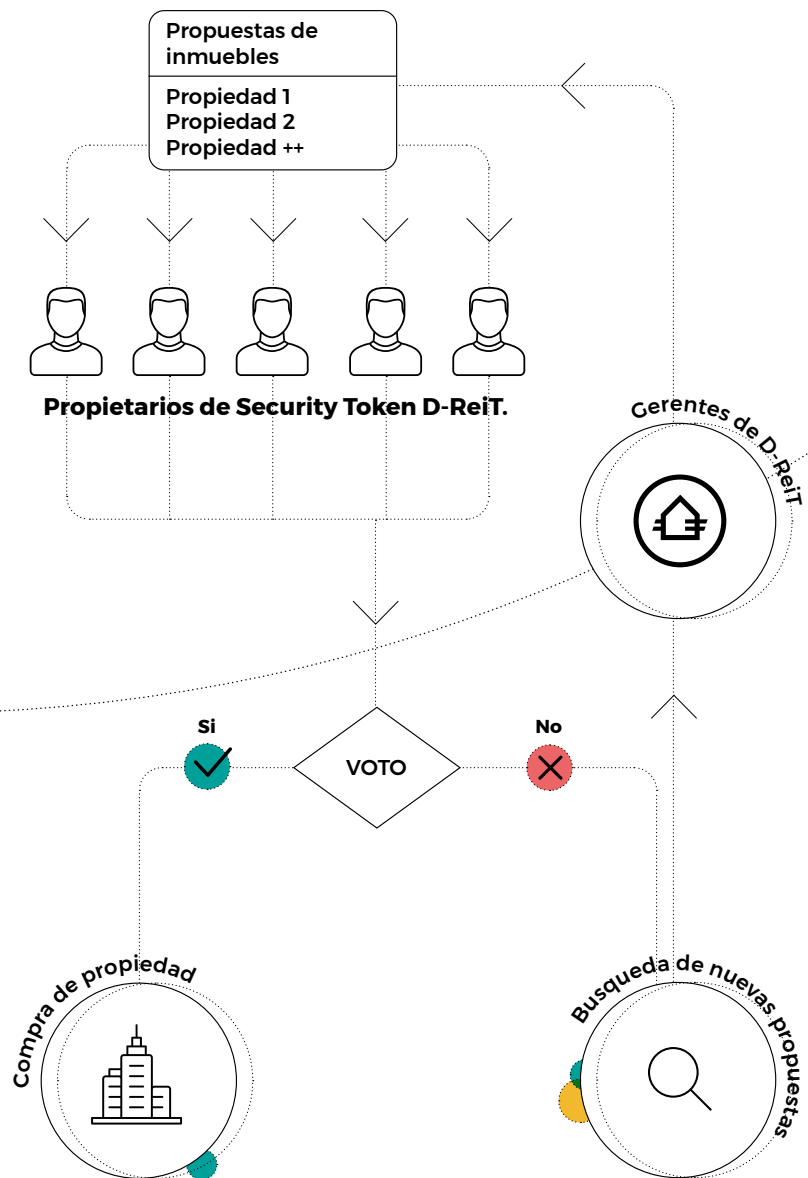 Propuestas de
inmuebles
Propiedad 1
Propiedad 2
Propiedad ++
Propietarios de Security Token D-ReiT.
Gerentes de D-ReiT
Si
No
VOTO
Compra de propiedad
Busqueda de nuevas propuestas